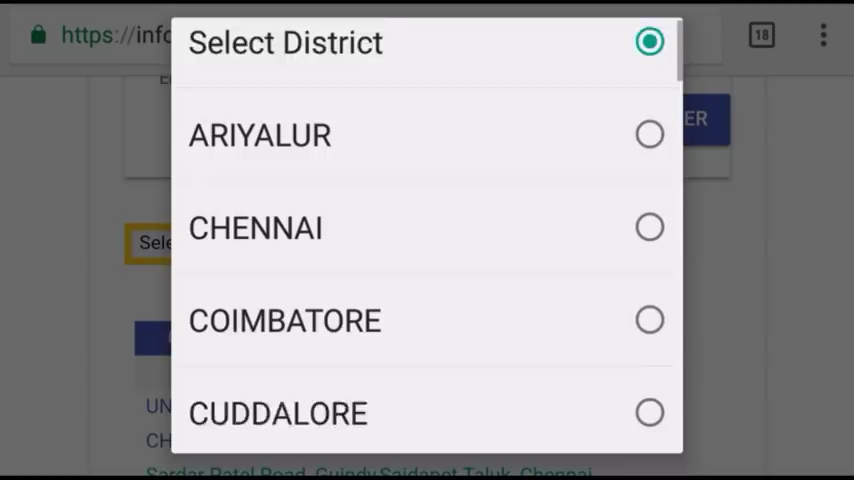 https://info
18
Select District
ER
ARIYALUR
Sele
CHENNAI
COIMBATORE
UN
CUDDALORE
CH
Sardar Patel Road, Guindy,Saidapet Taluk, Chennai